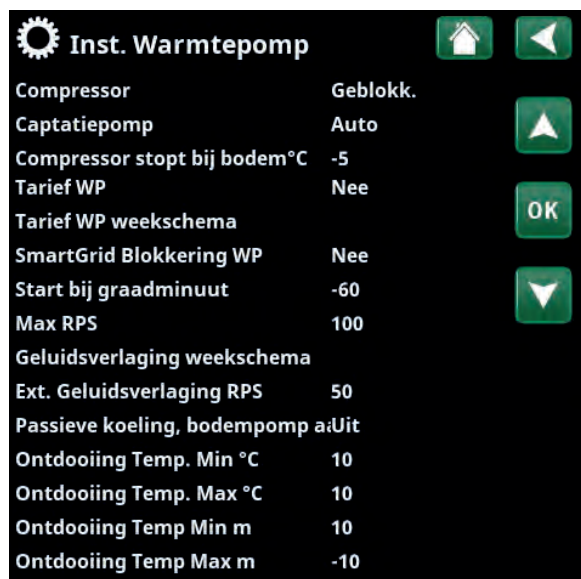 Inst. Warmtepomp
Compressor Geblokk.
Captatiepomp Auto
Compressor stopt bij bodem°C -5
Tarief WP Nee
Tarief WP weekschema
OK
SmartGrid Blokkering WP Nee
Start bij graadminuut -60
Max RPS 100
Geluidsverlaging weekschema
Ext. Geluidsverlaging RPS 50
Passieve koeling, bodempomp aaUit
Ontdooiing Temp. Min °C 10
Ontdooiing Temp. Max °C 10
Ontdooiing Temp Min m 10
Ontdooiing Temp Max m -10